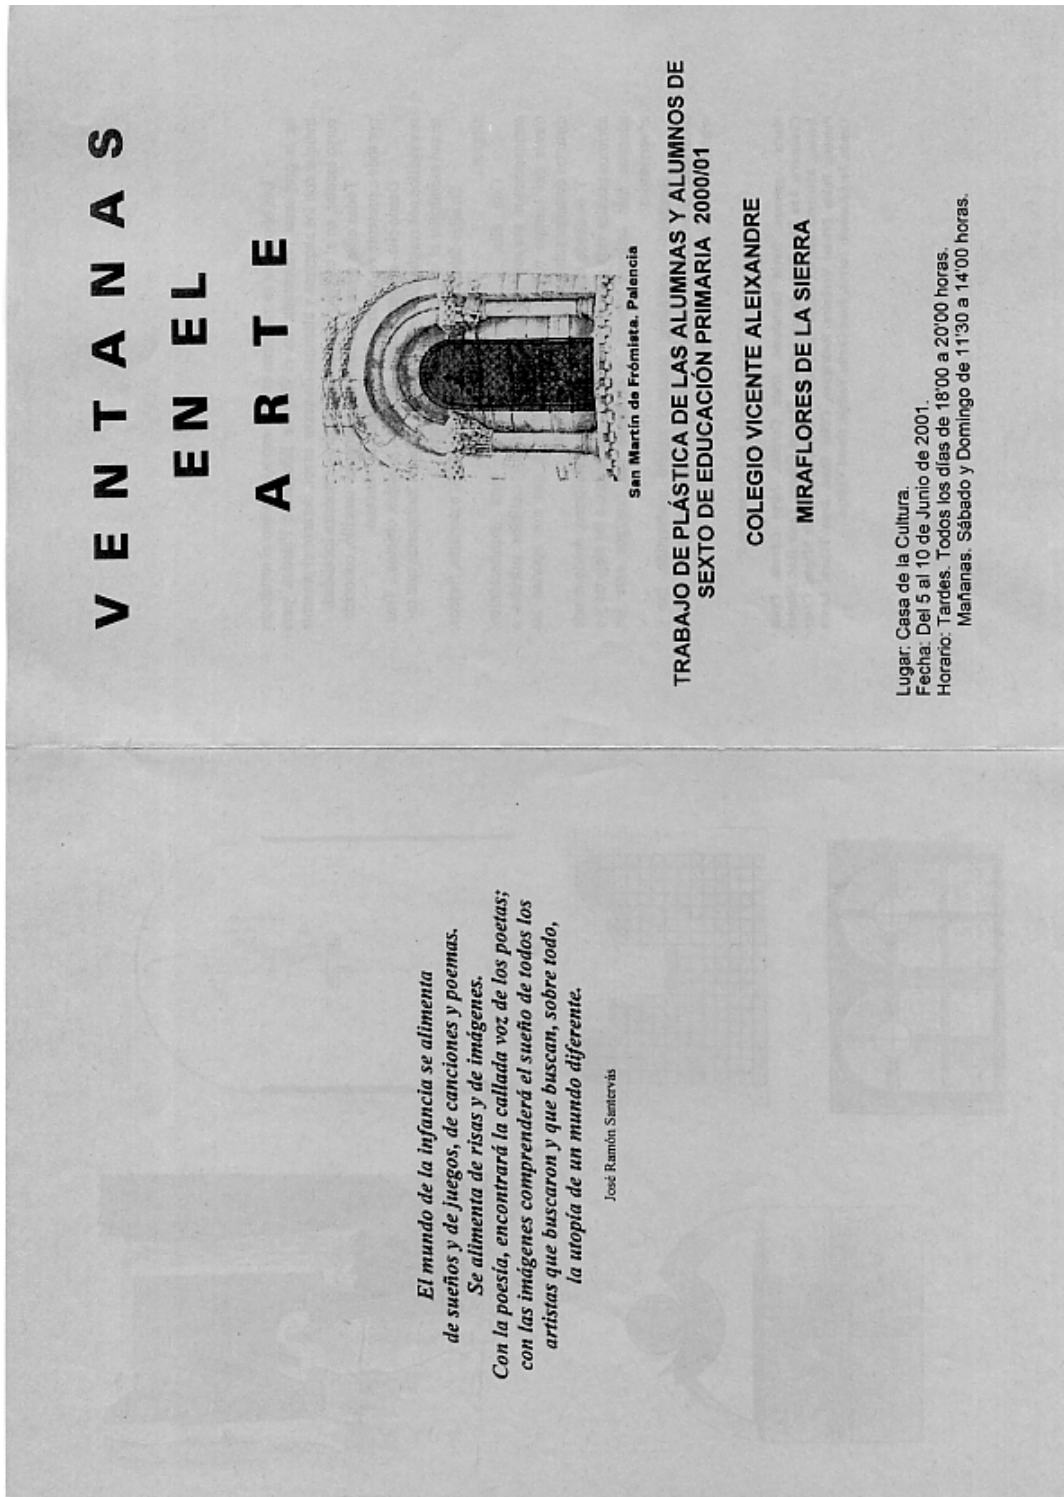 El mundo de la infancia se alimenta
de sueños y de juegos, de canciones y poemas.
Se alimenta de risas y de imágenes.
Con la poesía, encontrará la callada voz de los poetas;
con las imágenes comprenderá el sueño de todos los
artistas que buscaron y que buscan, sobre todo,
la utopía de un mundo diferente.
José Ramón Santervás
VENTANAS
ENEL
ARTE
San Martín de Frómista. Palencia
TRABAJO DE PLÁSTICA DE LAS ALUMNAS Y ALUMNOS DE
SEXTO DE EDUCACIÓN PRIMARIA 2000/01
COLEGIO VICENTE ALEIXANDRE
MIRAFLORES DE LA SIERRA
Lugar: Casa de la Cultura.
Fecha: Del 5 al 10 de Junio de 2001.
Horario: Tardes. Todos los días de 18'00 a 20'00 horas.
Mañanas. Sábado y Domingo de 11'30 a 14'00 horas.